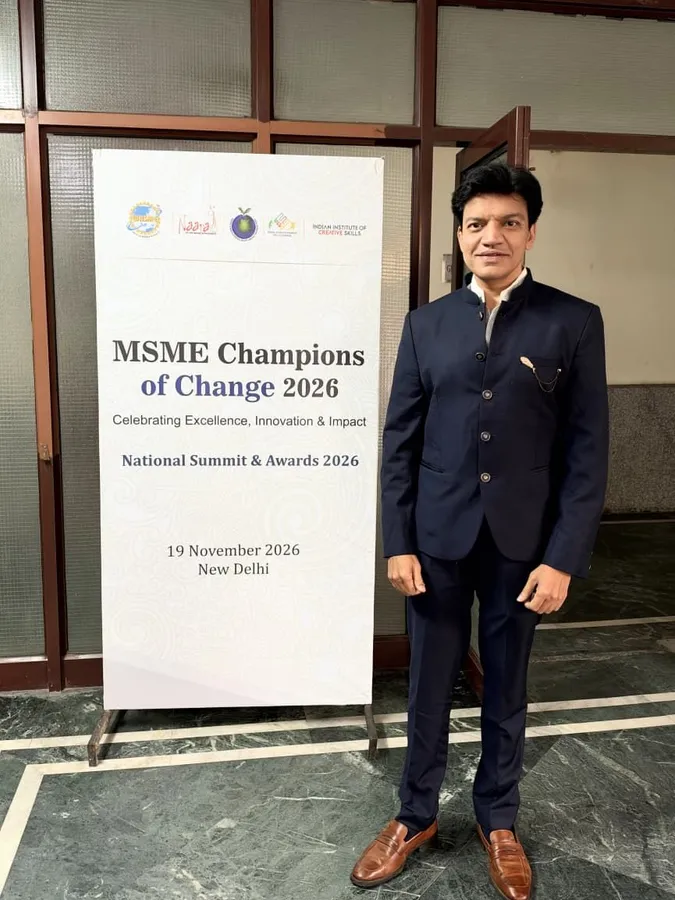 Naarad
INDIAN INSTITUTE OF
CREATIVE SKILLS
MSME Champions
of Change 2026
Celebrating Excellence, Innovation & Impact
National Summit & Awards 2026
19 November 2026
New Delhi